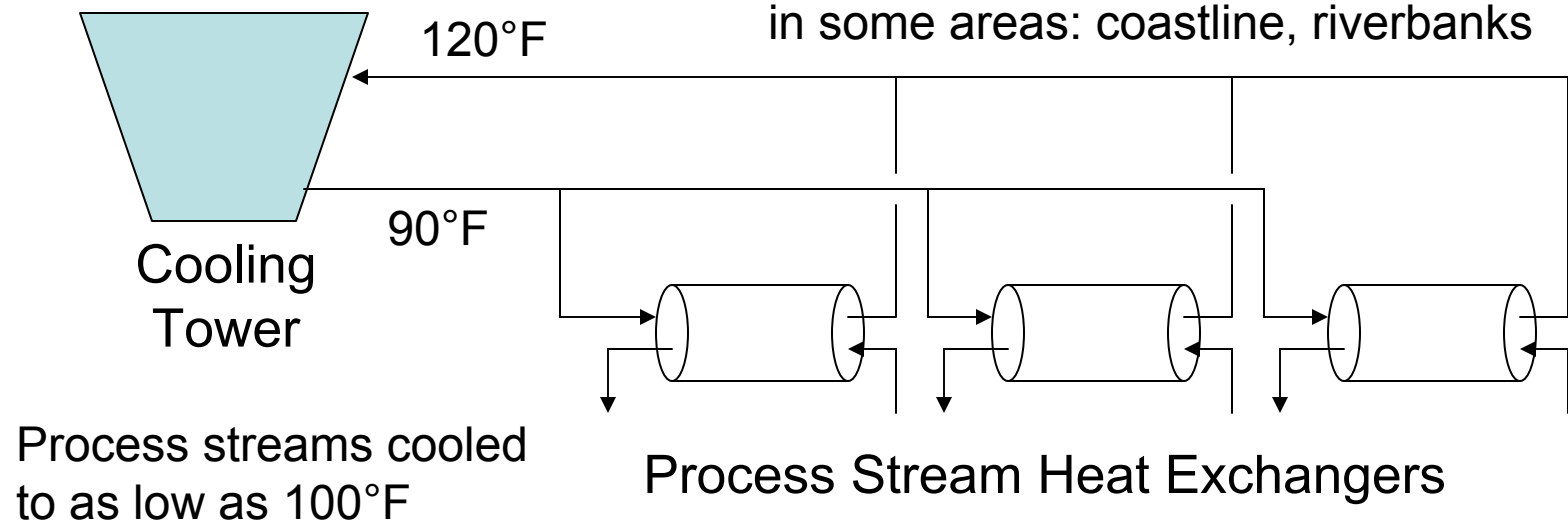 in some areas: coastline, riverbanks
120°F
90°F
Cooling
Tower
Process streams cooled
to as low as 100°F
Process Stream Heat Exchangers